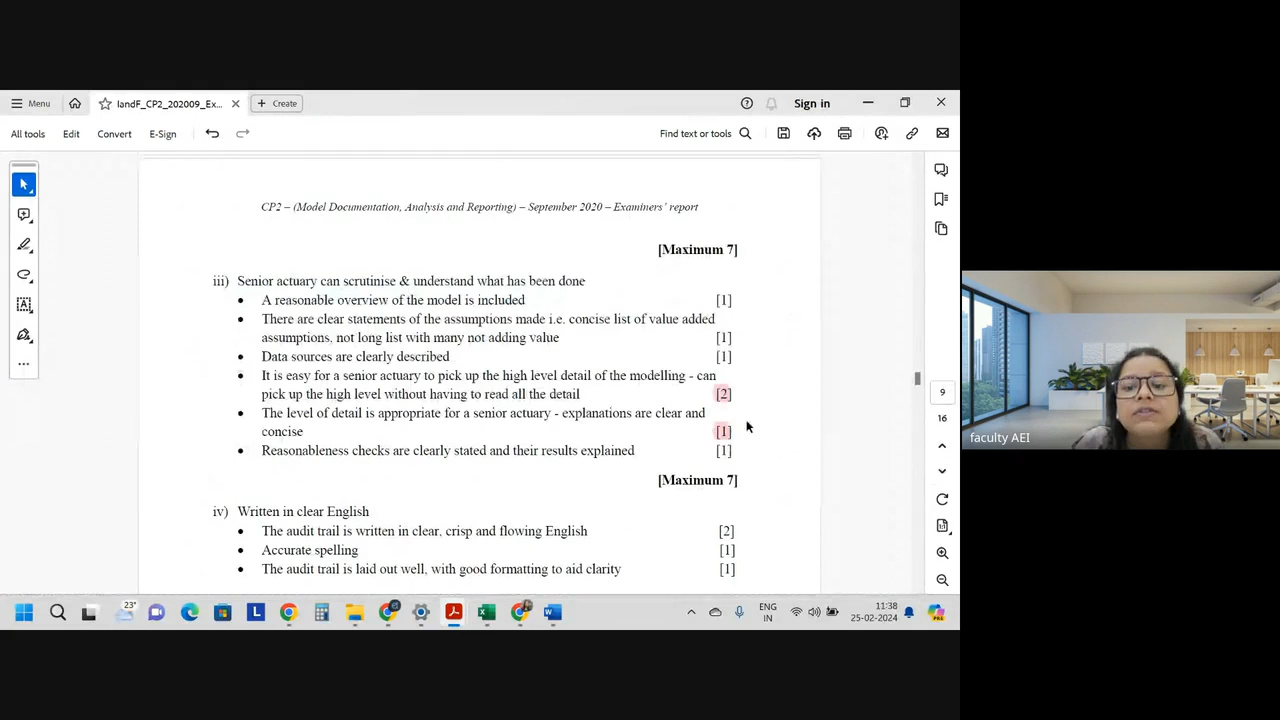 Menu
IandF_CP2_202009_Ex...
Create
Sign in
All tools
Edit
Convert
E-Sign
Find text or tools
CP2 – (Model Documentation, Analysis and Reporting) – September 2020 – Examiners' report
[Maximum 7]
iii) Senior actuary can scrutinise & understand what has been done
• A reasonable overview of the model is included [1]
• There are clear statements of the assumptions made i.e. concise list of value added
assumptions, not long list with many not adding value [1]
• Data sources are clearly described [1]
• It is easy for a senior actuary to pick up the high level detail of the modelling - can
pick up the high level without having to read all the detail [2]
• The level of detail is appropriate for a senior actuary - explanations are clear and
concise [1]
• Reasonableness checks are clearly stated and their results explained [1]
[Maximum 7]
iv) Written in clear English
• The audit trail is written in clear, crisp and flowing English [2]
• Accurate spelling [1]
• The audit trail is laid out well, with good formatting to aid clarity [1]
9
16
faculty AEI
23°
L
ENG
IN
11:38
25-02-2024